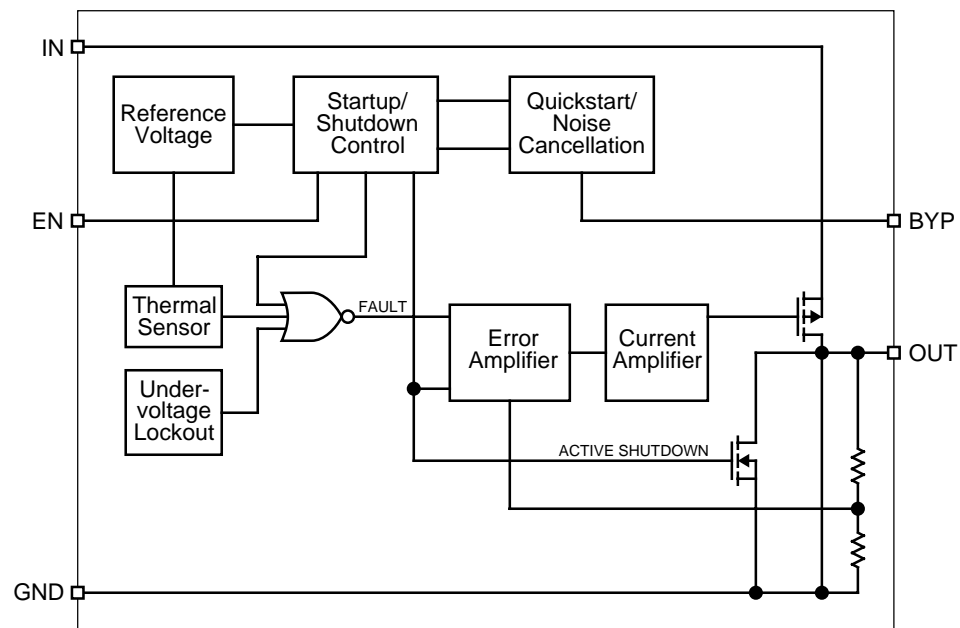 IN
Reference
Voltage
Startup/
Shutdown
Control
Quickstart/
Noise
Cancellation
EN
BYP
Thermal
Sensor
FAULT
Error
Amplifier
Current
Amplifier
OUT
Under-
voltage
Lockout
ACTIVE SHUTDOWN
GND